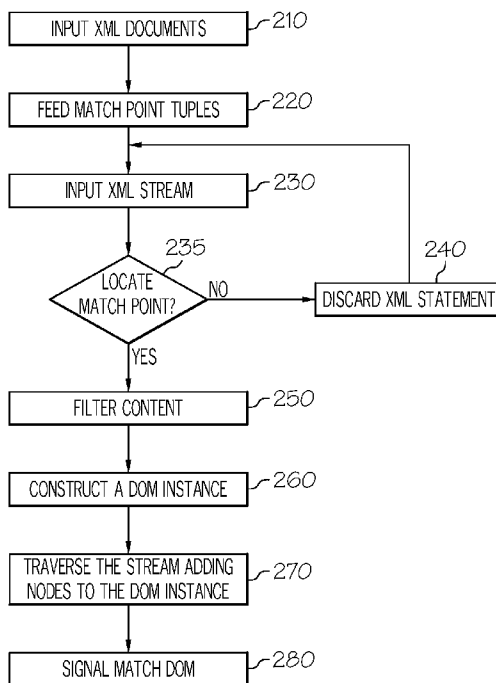 INPUT XML DOCUMENTS
210
FEED MATCH POINT TUPLES
220
INPUT XML STREAM
230
235
LOCATE
MATCH POINT?
NO
240
DISCARD XML STATEMENT
YES
FILTER CONTENT
250
CONSTRUCT A DOM INSTANCE
260
TRAVERSE THE STREAM ADDING
NODES TO THE DOM INSTANCE
270
SIGNAL MATCH DOM
280